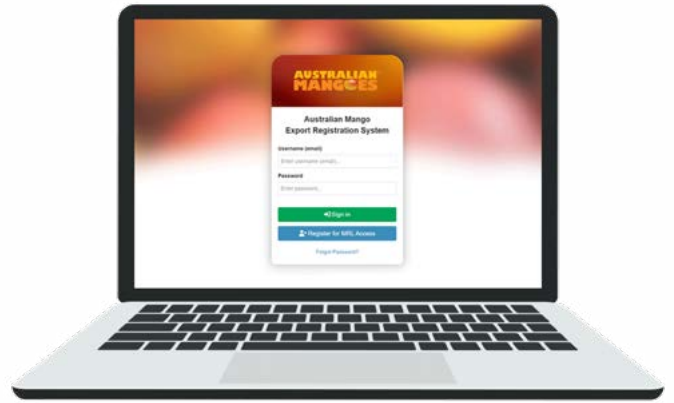 AUSTRALIAN
MANGOES
Australian Mango
Export Registration System
Username (email)
Enter username (email)...
Password
Enter password...
Sign in
Register for MRL Access
Forgot Password?